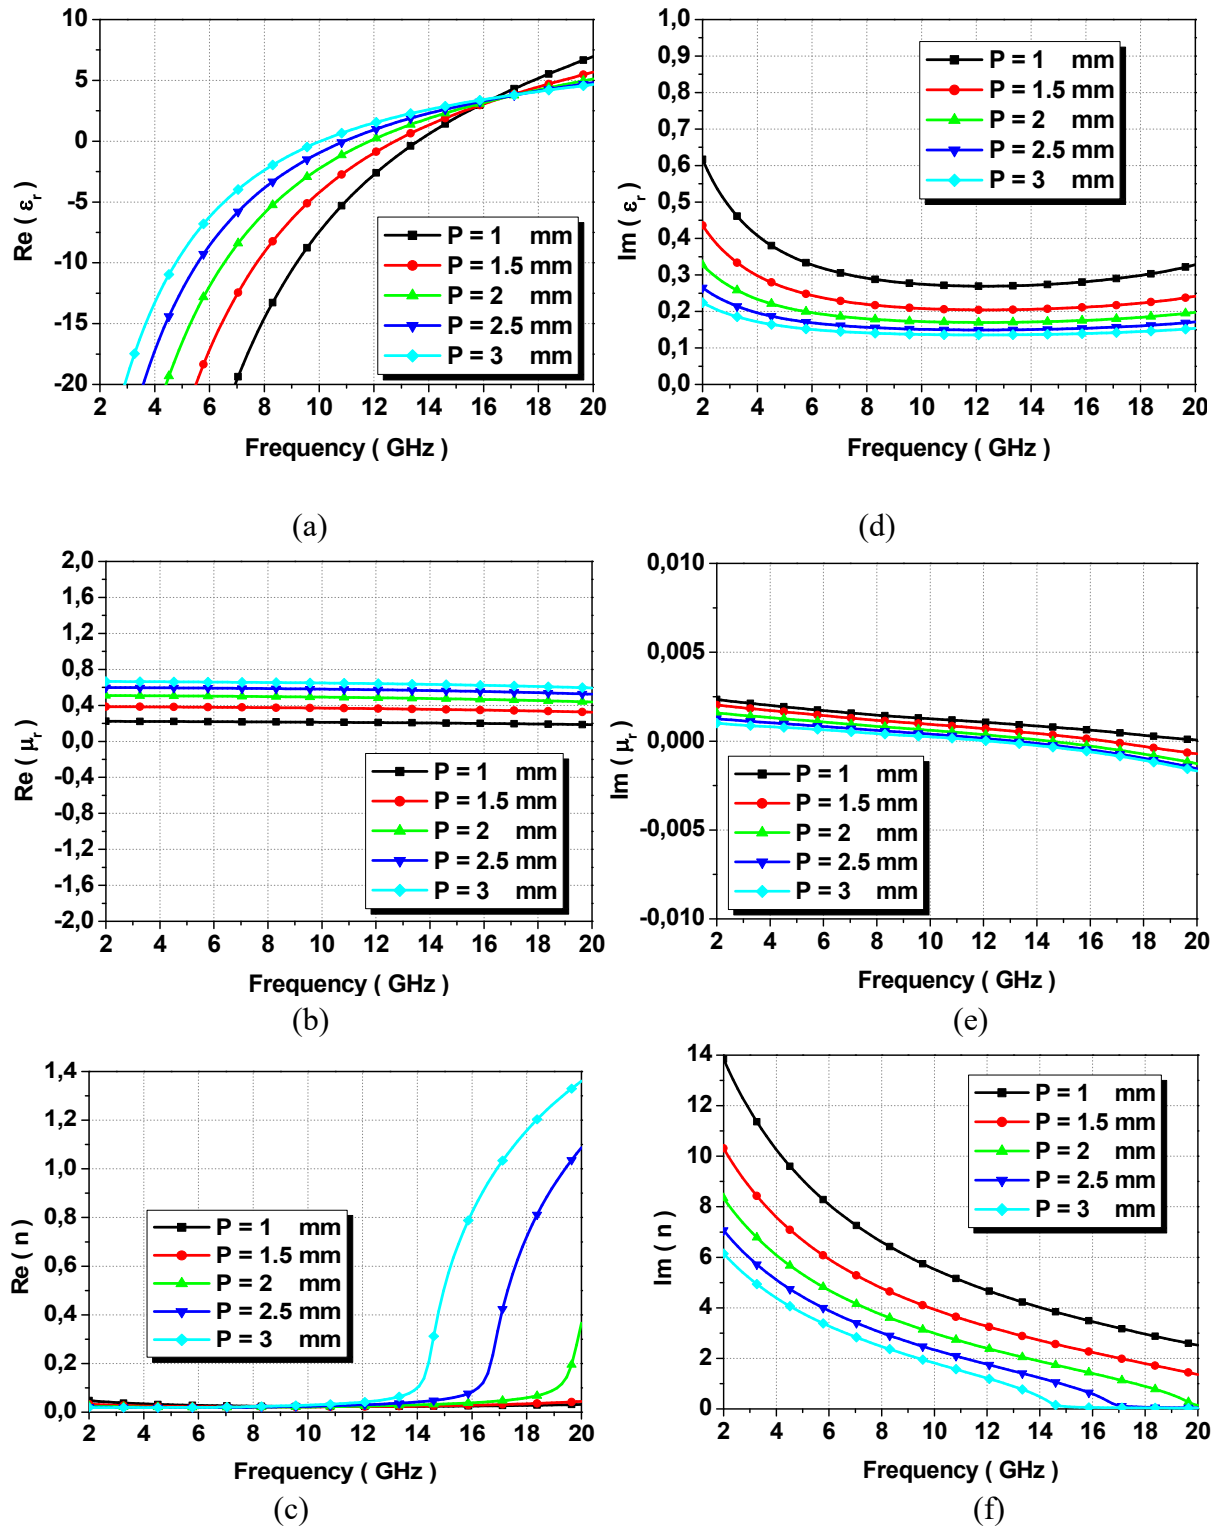 10
5
0
-5
-10
-15
-20
Re ( εr )
2 4 6 8 10 12 14 16 18 20
Frequency ( GHz )
P = 1 mm
P = 1.5 mm
P = 2 mm
P = 2.5 mm
P = 3 mm
(a)
1,0
0,9
0,8
0,7
0,6
0,5
0,4
0,3
0,2
0,1
0,0
Im ( εr )
2 4 6 8 10 12 14 16 18 20
Frequency ( GHz )
P = 1 mm
P = 1.5 mm
P = 2 mm
P = 2.5 mm
P = 3 mm
(d)
2,0
1,6
1,2
0,8
0,4
0,0
-0,4
-0,8
-1,2
-1,6
-2,0
Re ( μr )
2 4 6 8 10 12 14 16 18 20
Frequency ( GHz )
P = 1 mm
P = 1.5 mm
P = 2 mm
P = 2.5 mm
P = 3 mm
(b)
0,010
0,005
0,000
-0,005
-0,010
Im ( μr )
2 4 6 8 10 12 14 16 18 20
Frequency ( GHz )
P = 1 mm
P = 1.5 mm
P = 2 mm
P = 2.5 mm
P = 3 mm
(e)
1,4
1,2
1,0
0,8
0,6
0,4
0,2
0,0
Re ( n )
2 4 6 8 10 12 14 16 18 20
Frequency ( GHz )
P = 1 mm
P = 1.5 mm
P = 2 mm
P = 2.5 mm
P = 3 mm
(c)
14
12
10
8
6
4
2
0
Im ( n )
2 4 6 8 10 12 14 16 18 20
Frequency ( GHz )
P = 1 mm
P = 1.5 mm
P = 2 mm
P = 2.5 mm
P = 3 mm
(f)